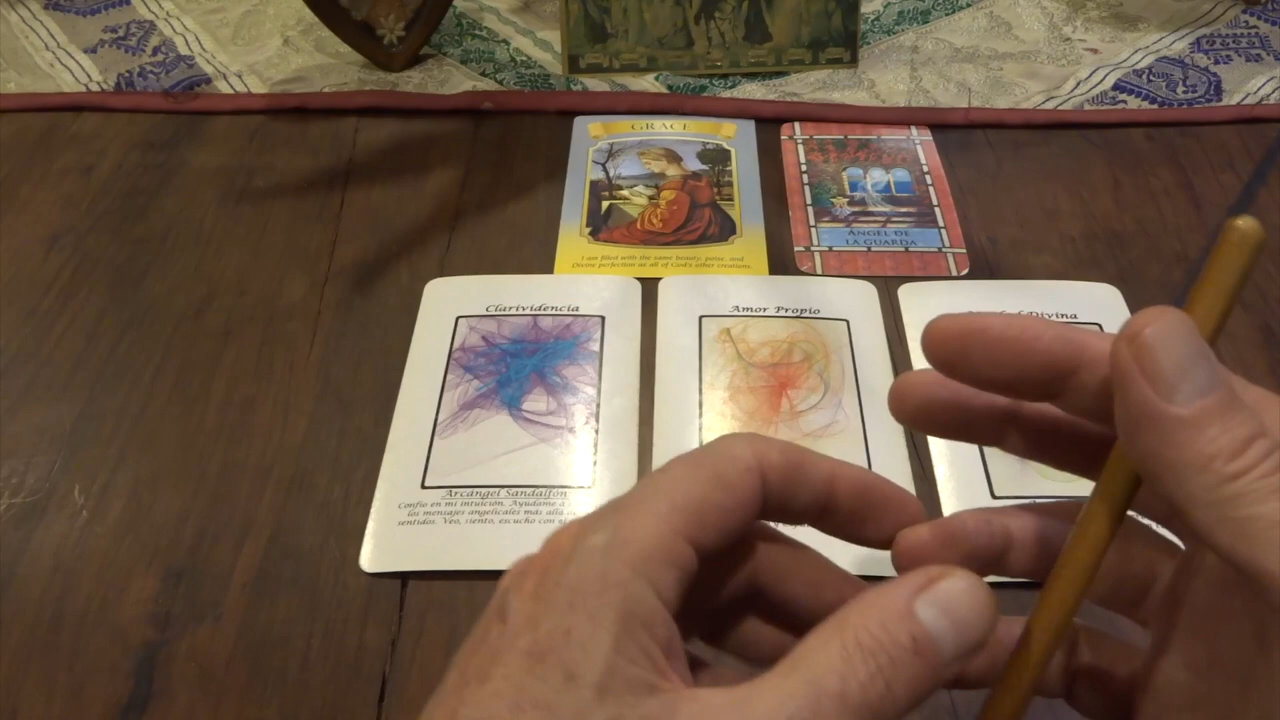 GRACE
I am filled with the same beauty, poise, and
Divine perfection as all of God's other creations.
ÁNGEL DE
LA GUARDA
Clarividencia
Arcángel Sandalfón
Confío en mi intuición. Ayúdame a
los mensajes angelicales más allá
sentidos. Veo, siento, escucho con
Amor Propio
Divina